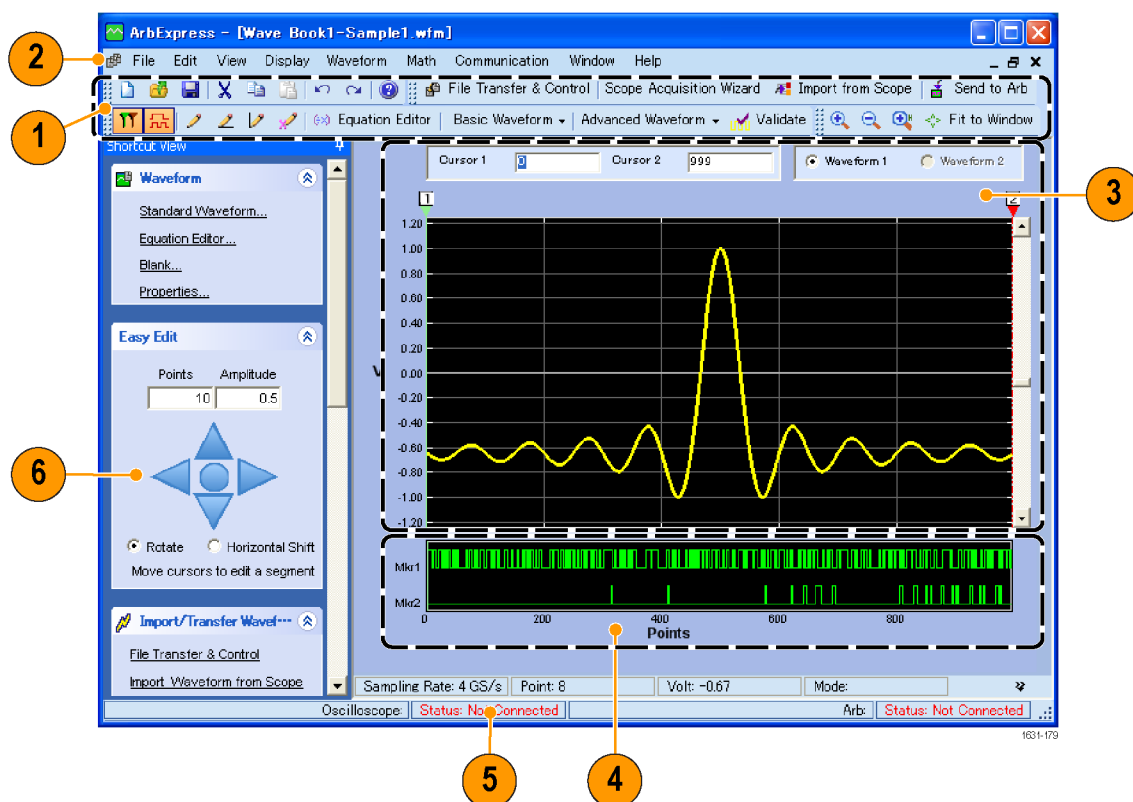 ArbExpress - [Wave Book1-Sample1.wfm]
2
File Edit View Display Waveform Math Communication Window Help
1
File Transfer & Control Scope Acquisition Wizard Import from Scope Send to Arb
Equation Editor Basic Waveform Advanced Waveform Validate Fit to Window
Shortcut View
Waveform
Standard Waveform...
Equation Editor...
Blank...
Properties...
Easy Edit
Points Amplitude
10 0.5
6
Rotate Horizontal Shift
Move cursors to edit a segment
Import/Transfer Wavef···
File Transfer & Control
Import Waveform from Scope
Cursor 1 0 Cursor 2 999 Waveform 1 Waveform 2
3
1 2
1.20
1.00
0.80
0.60
0.40
0.20
V
0.00
-0.20
-0.40
-0.60
-0.80
-1.00
-1.20
Mkr1
Mkr2
0 200 400 600 800
Points
Sampling Rate: 4 GS/s Point: 8 Volt: -0.67 Mode:
Oscilloscope: Status: Not Connected Arb: Status: Not Connected
1631-179
5
4